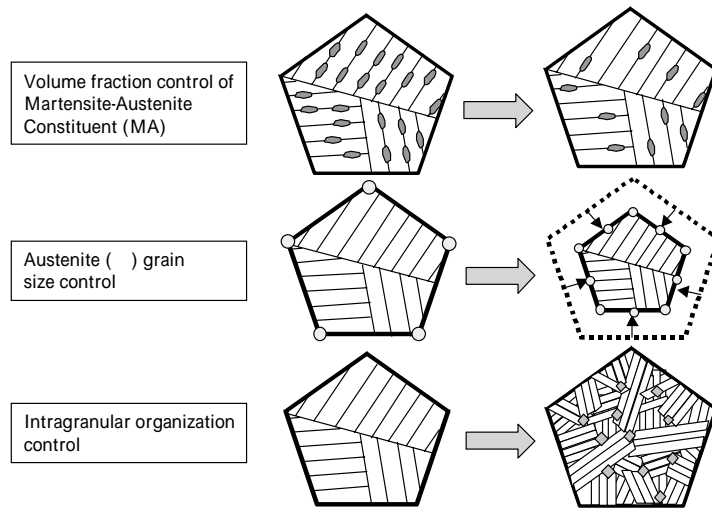 Volume fraction control of
Martensite-Austenite
Constituent (MA)
Austenite ( ) grain
size control
Intragranular organization
control